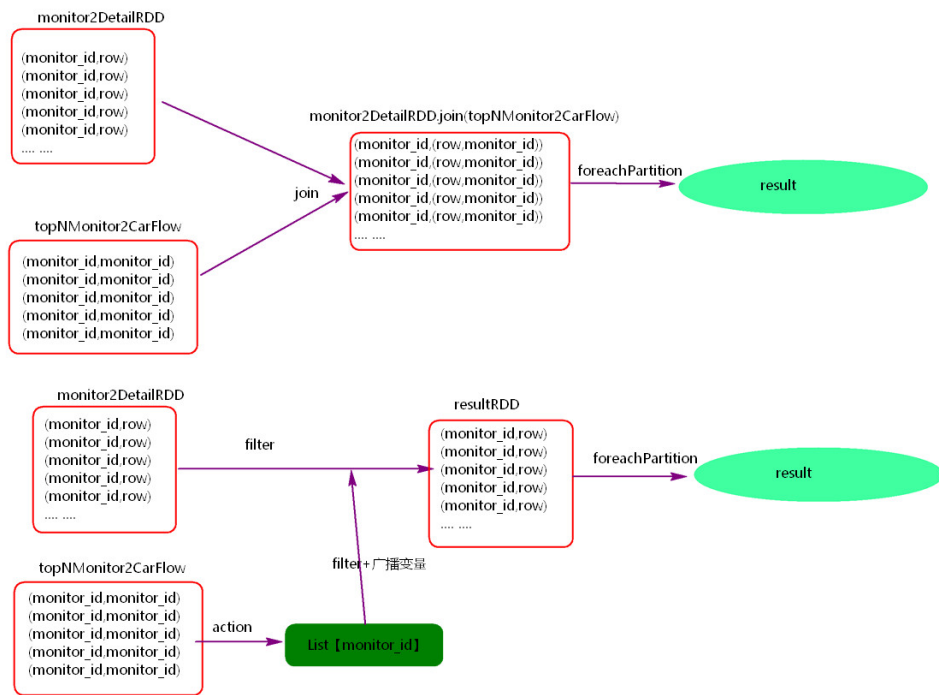 monitor2DetailRDD
(monitor_id,row)
(monitor_id,row)
(monitor_id,row)
(monitor_id,row)
(monitor_id,row)
.... ....
monitor2DetailRDD.join(topNMonitor2CarFlow)
(monitor_id,(row,monitor_id))
(monitor_id,(row,monitor_id))
(monitor_id,(row,monitor_id))
(monitor_id,(row,monitor_id))
(monitor_id,(row,monitor_id))
.... ....
join
foreachPartition
result
topNMonitor2CarFlow
(monitor_id,monitor_id)
(monitor_id,monitor_id)
(monitor_id,monitor_id)
(monitor_id,monitor_id)
(monitor_id,monitor_id)
monitor2DetailRDD
(monitor_id,row)
(monitor_id,row)
(monitor_id,row)
(monitor_id,row)
(monitor_id,row)
.... ....
filter
resultRDD
(monitor_id,row)
(monitor_id,row)
(monitor_id,row)
(monitor_id,row)
(monitor_id,row)
.... ....
foreachPartition
result
filter+广播变量
topNMonitor2CarFlow
(monitor_id,monitor_id)
(monitor_id,monitor_id)
(monitor_id,monitor_id)
(monitor_id,monitor_id)
(monitor_id,monitor_id)
action
List【monitor_id】